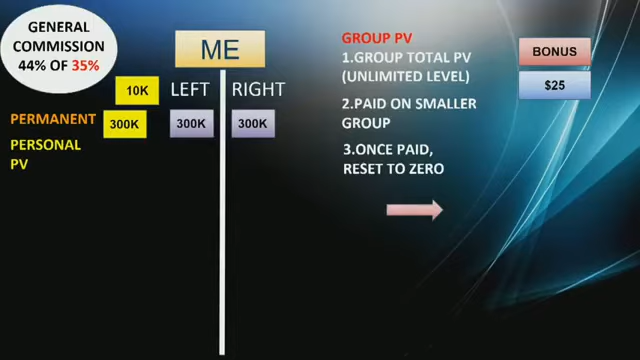 GENERAL
COMMISSION
44% OF 35%
ME
10K
LEFT
RIGHT
PERMANENT
300K
300K
300K
PERSONAL
PV
GROUP PV
1.GROUP TOTAL PV
(UNLIMITED LEVEL)
2.PAID ON SMALLER
GROUP
3.ONCE PAID,
RESET TO ZERO
BONUS
$25